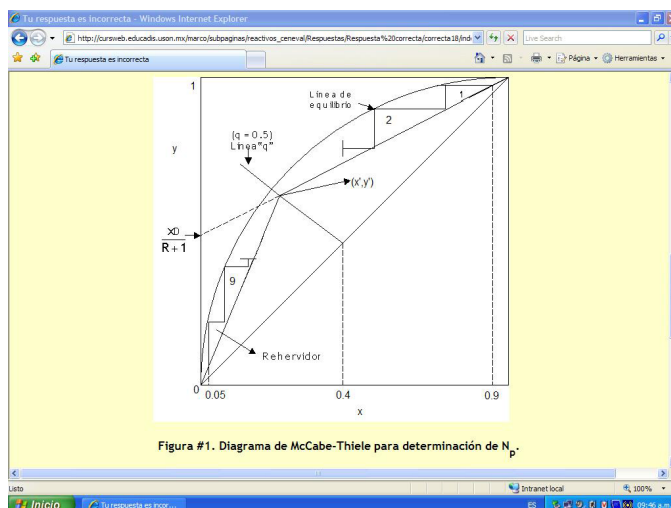 Tu respuesta es incorrecta - Windows Internet Explorer
http://cursweb.educadis.uson.mx/marco/subpaginas/reactivos_ceneval/Respuestas/Respuesta%20correcta/correcta18/ind
Live Search
Tu respuesta es incorrecta
Página
Herramientas
1
Línea de
equilibrio
1
2
(q = 0.5)
Línea "q"
y
(x',y')
XD
R + 1
9
Rehervidor
0
0.05
0.4
0.9
x
Figura #1. Diagrama de McCabe-Thiele para determinación de Np.
Listo
Intranet local
100%
Inicio
Tu respuesta es incor...
ES
09:46 a.m.